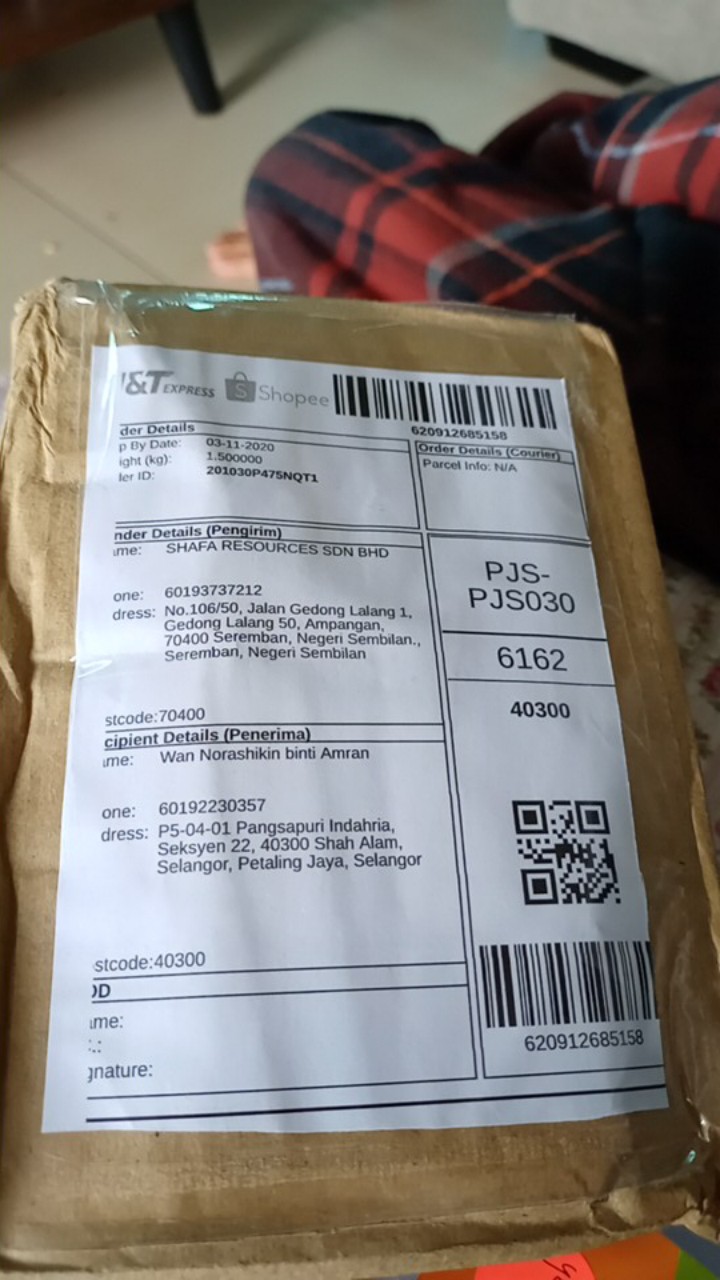 &T EXPRESS Shopee
620912685158
der Details
p By Date: 03-11-2020
ight (kg): 1.500000
ler ID: 201030P475NQT1
Order Details (Courier)
Parcel Info: N/A
nder Details (Pengirim)
ame: SHAFA RESOURCES SDN BHD
one: 60193737212
dress: No.106/50, Jalan Gedong Lalang 1,
Gedong Lalang 50, Ampangan,
70400 Seremban, Negeri Sembilan.,
Seremban, Negeri Sembilan
stcode:70400
PJS-
PJS030
6162
40300
cipient Details (Penerima)
ame: Wan Norashikin binti Amran
one: 60192230357
dress: P5-04-01 Pangsapuri Indahria,
Seksyen 22, 40300 Shah Alam,
Selangor, Petaling Jaya, Selangor
stcode:40300
OD
ame:
.:
gnature:
620912685158